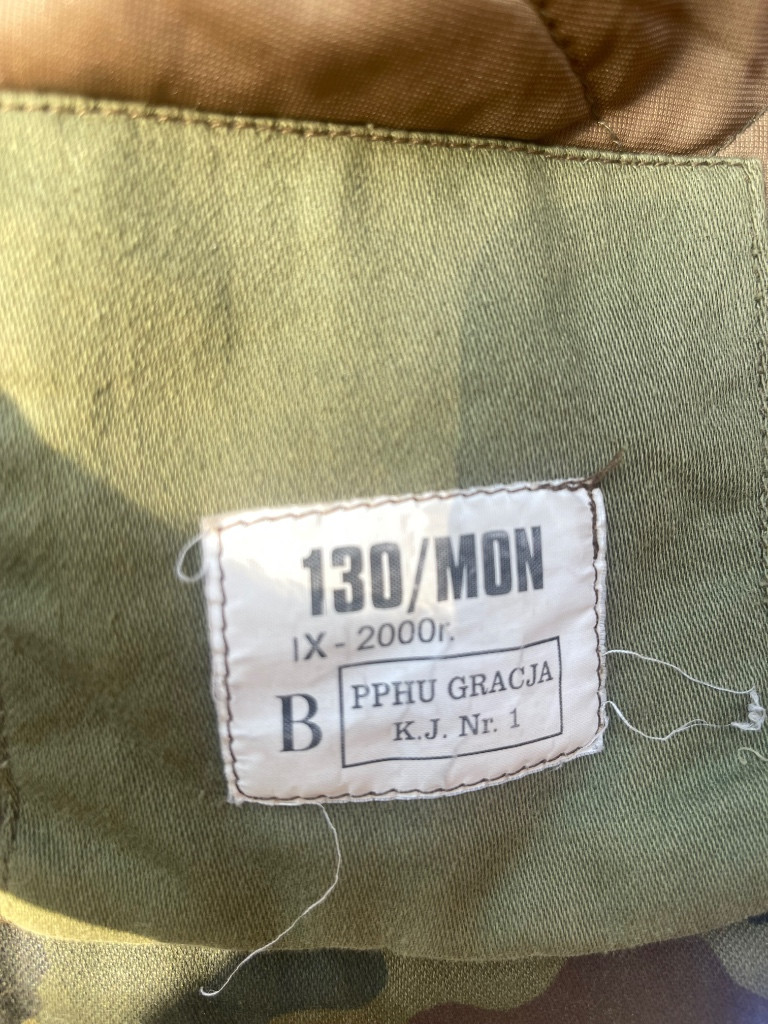 130/MON
IX - 2000r.
B
PPHU GRACJA
K.J. Nr. 1